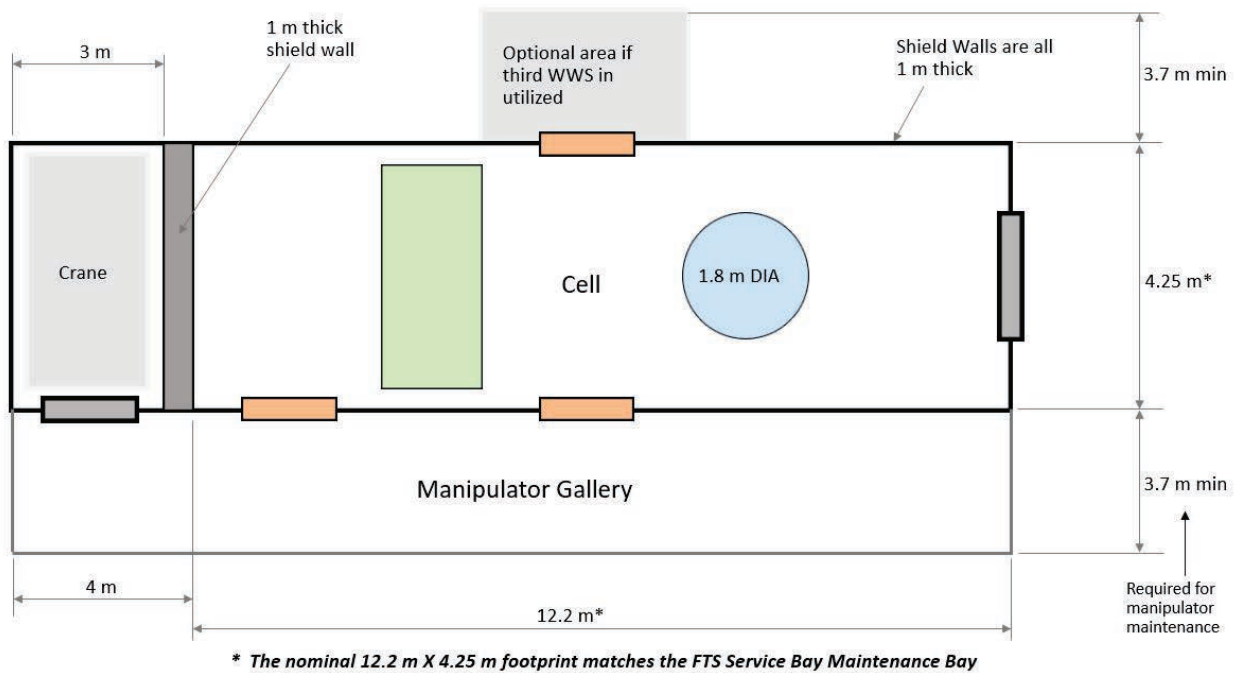 1 m thick
shield wall
3 m
Optional area if
third WWS in
utilized
Shield Walls are all
1 m thick
3.7 m min
Crane
Cell
1.8 m DIA
4.25 m*
Manipulator Gallery
3.7 m min
4 m
12.2 m*
Required for
manipulator
maintenance
* The nominal 12.2 m X 4.25 m footprint matches the FTS Service Bay Maintenance Bay